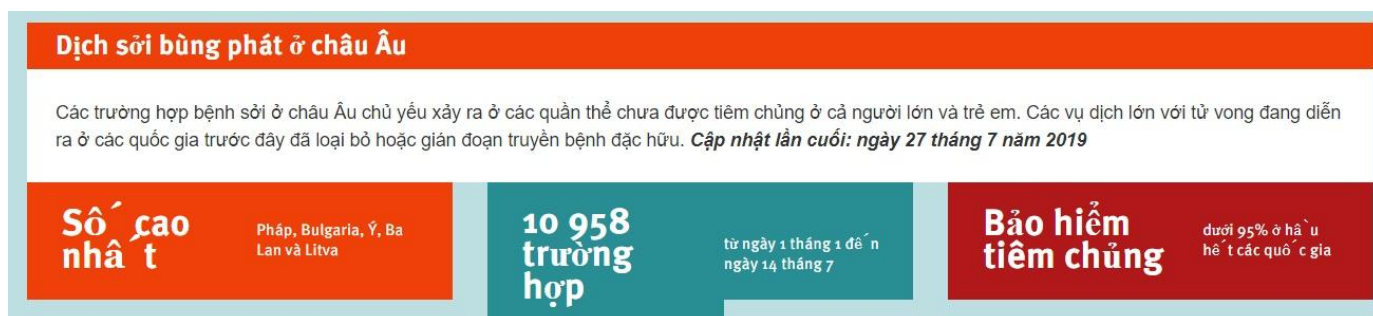 Dịch sởi bùng phát ở châu Âu
Các trường hợp bệnh sởi ở châu Âu chủ yếu xảy ra ở các quần thể chưa được tiêm chủng ở cả người lớn và trẻ em. Các vụ dịch lớn với tử vong đang diễn
ra ở các quốc gia trước đây đã loại bỏ hoặc gián đoạn truyền bệnh đặc hữu. Cập nhật lần cuối: ngày 27 tháng 7 năm 2019
Số cao
nhất
Pháp, Bulgaria, Ý, Ba
Lan và Litva
10 958
trường
hợp
từ ngày 1 tháng 1 đến
ngày 14 tháng 7
Bảo hiểm
tiêm chủng
dưới 95% ở hầu
hết các quốc gia